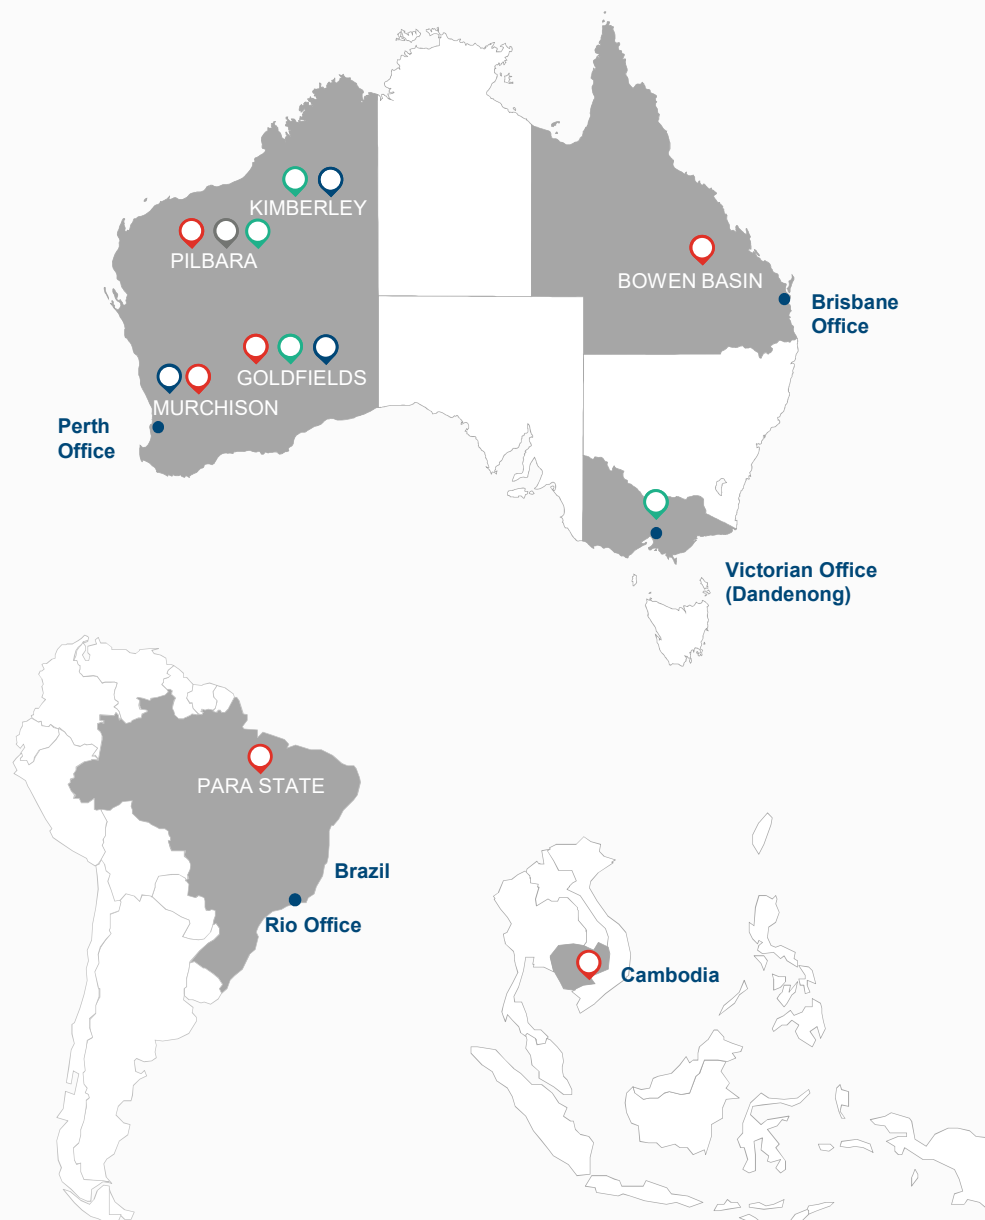 KIMBERLEY
PILBARA
BOWEN BASIN
Brisbane
Office
GOLDFIELDS
MURCHISON
Perth
Office
Victorian Office
(Dandenong)
PARA STATE
Brazil
Rio Office
Cambodia